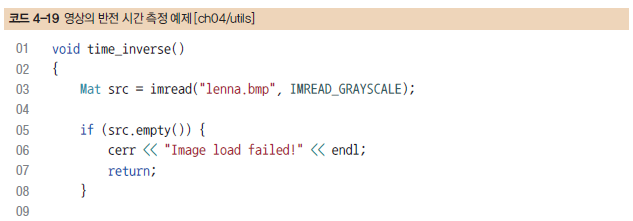 코드 4-19 영상의 반전 시간 측정 예제 [ch04/utils]
01 void time_inverse()
02 {
03 Mat src = imread("lenna.bmp", IMREAD_GRAYSCALE);
04
05 if (src.empty()) {
06 cerr << "Image load failed!" << endl;
07 return;
08 }
09